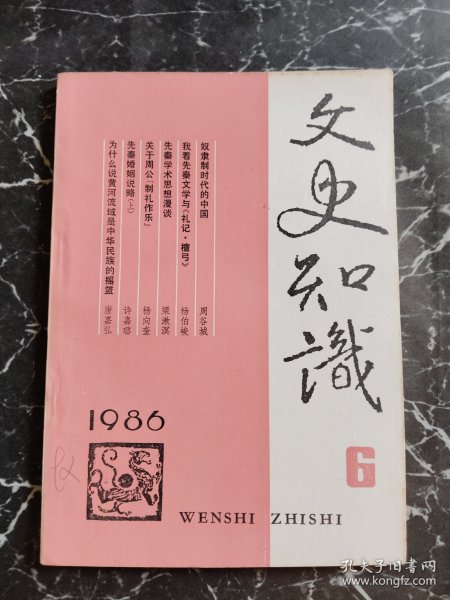 文史知識
奴隶制时代的中国 周谷城
我看先秦文学与《礼记·檀弓》 杨伯峻
先秦学术思想漫谈 梁漱溟
关于周公「制礼作乐」 杨向奎
先秦婚姻说略(上) 许嘉璐
为什么说黄河流域是中华民族的摇篮 唐嘉弘
1986
6
WENSHI ZHISHI
孔夫子旧书网
www.kongfz.com